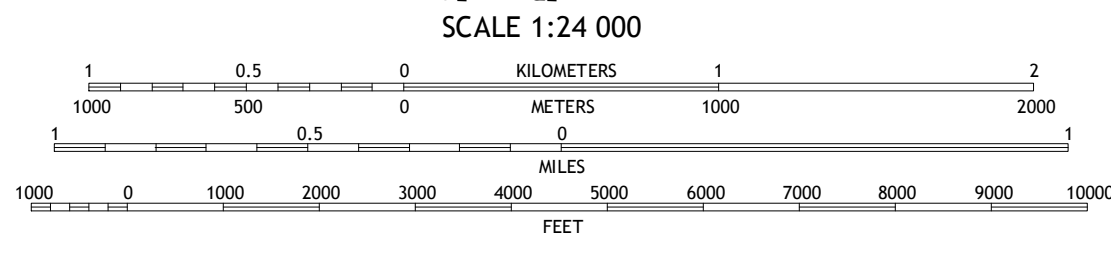 SCALE 1:24 000
1 0.5 0 KILOMETERS 1 2
1000 500 0 METERS 1000 2000
1 0.5 0 1
MILES
1000 0 1000 2000 3000 4000 5000 6000 7000 8000 9000 10000
FEET